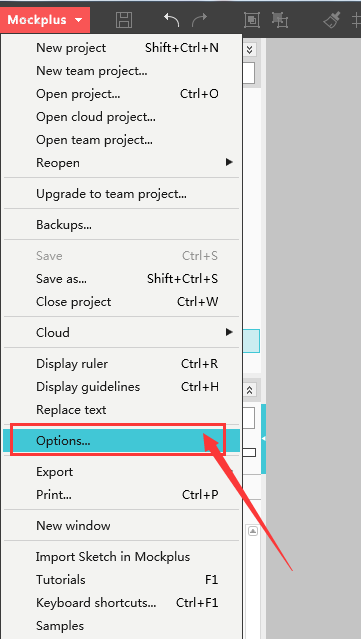 Mockplus
New project Shift+Ctrl+N
New team project...
Open project... Ctrl+O
Open cloud project...
Open team project...
Reopen
Upgrade to team project...
Backups...
Save Ctrl+S
Save as... Shift+Ctrl+S
Close project Ctrl+W
Cloud
Display ruler Ctrl+R
Display guidelines Ctrl+H
Replace text
Options...
Export
Print... Ctrl+P
New window
Import Sketch in Mockplus
Tutorials F1
Keyboard shortcuts... Ctrl+F1
Samples